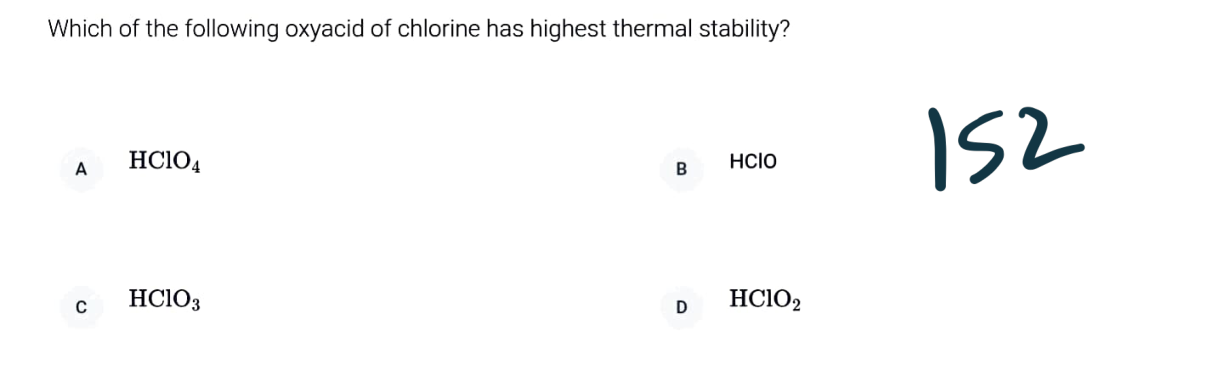 Which of the following oxyacid of chlorine has highest thermal stability?
A HClO₄
B HClO
152
C HClO₃
D HClO₂